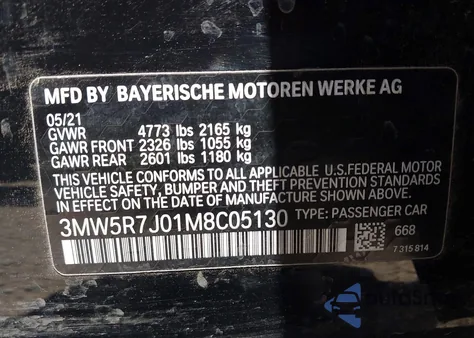 MFD BY BAYERISCHE MOTOREN WERKE AG
05/21
GVWR 4773 lbs 2165 kg
GAWR FRONT 2326 lbs 1055 kg
GAWR REAR 2601 lbs 1180 kg
THIS VEHICLE CONFORMS TO ALL APPLICABLE U.S.FEDERAL MOTOR
VEHICLE SAFETY, BUMPER AND THEFT PREVENTION STANDARDS
IN EFFECT ON THE DATE OF MANUFACTURE SHOWN ABOVE.
3MW5R7J01M8C05130 TYPE: PASSENGER CAR
668
7 315 814